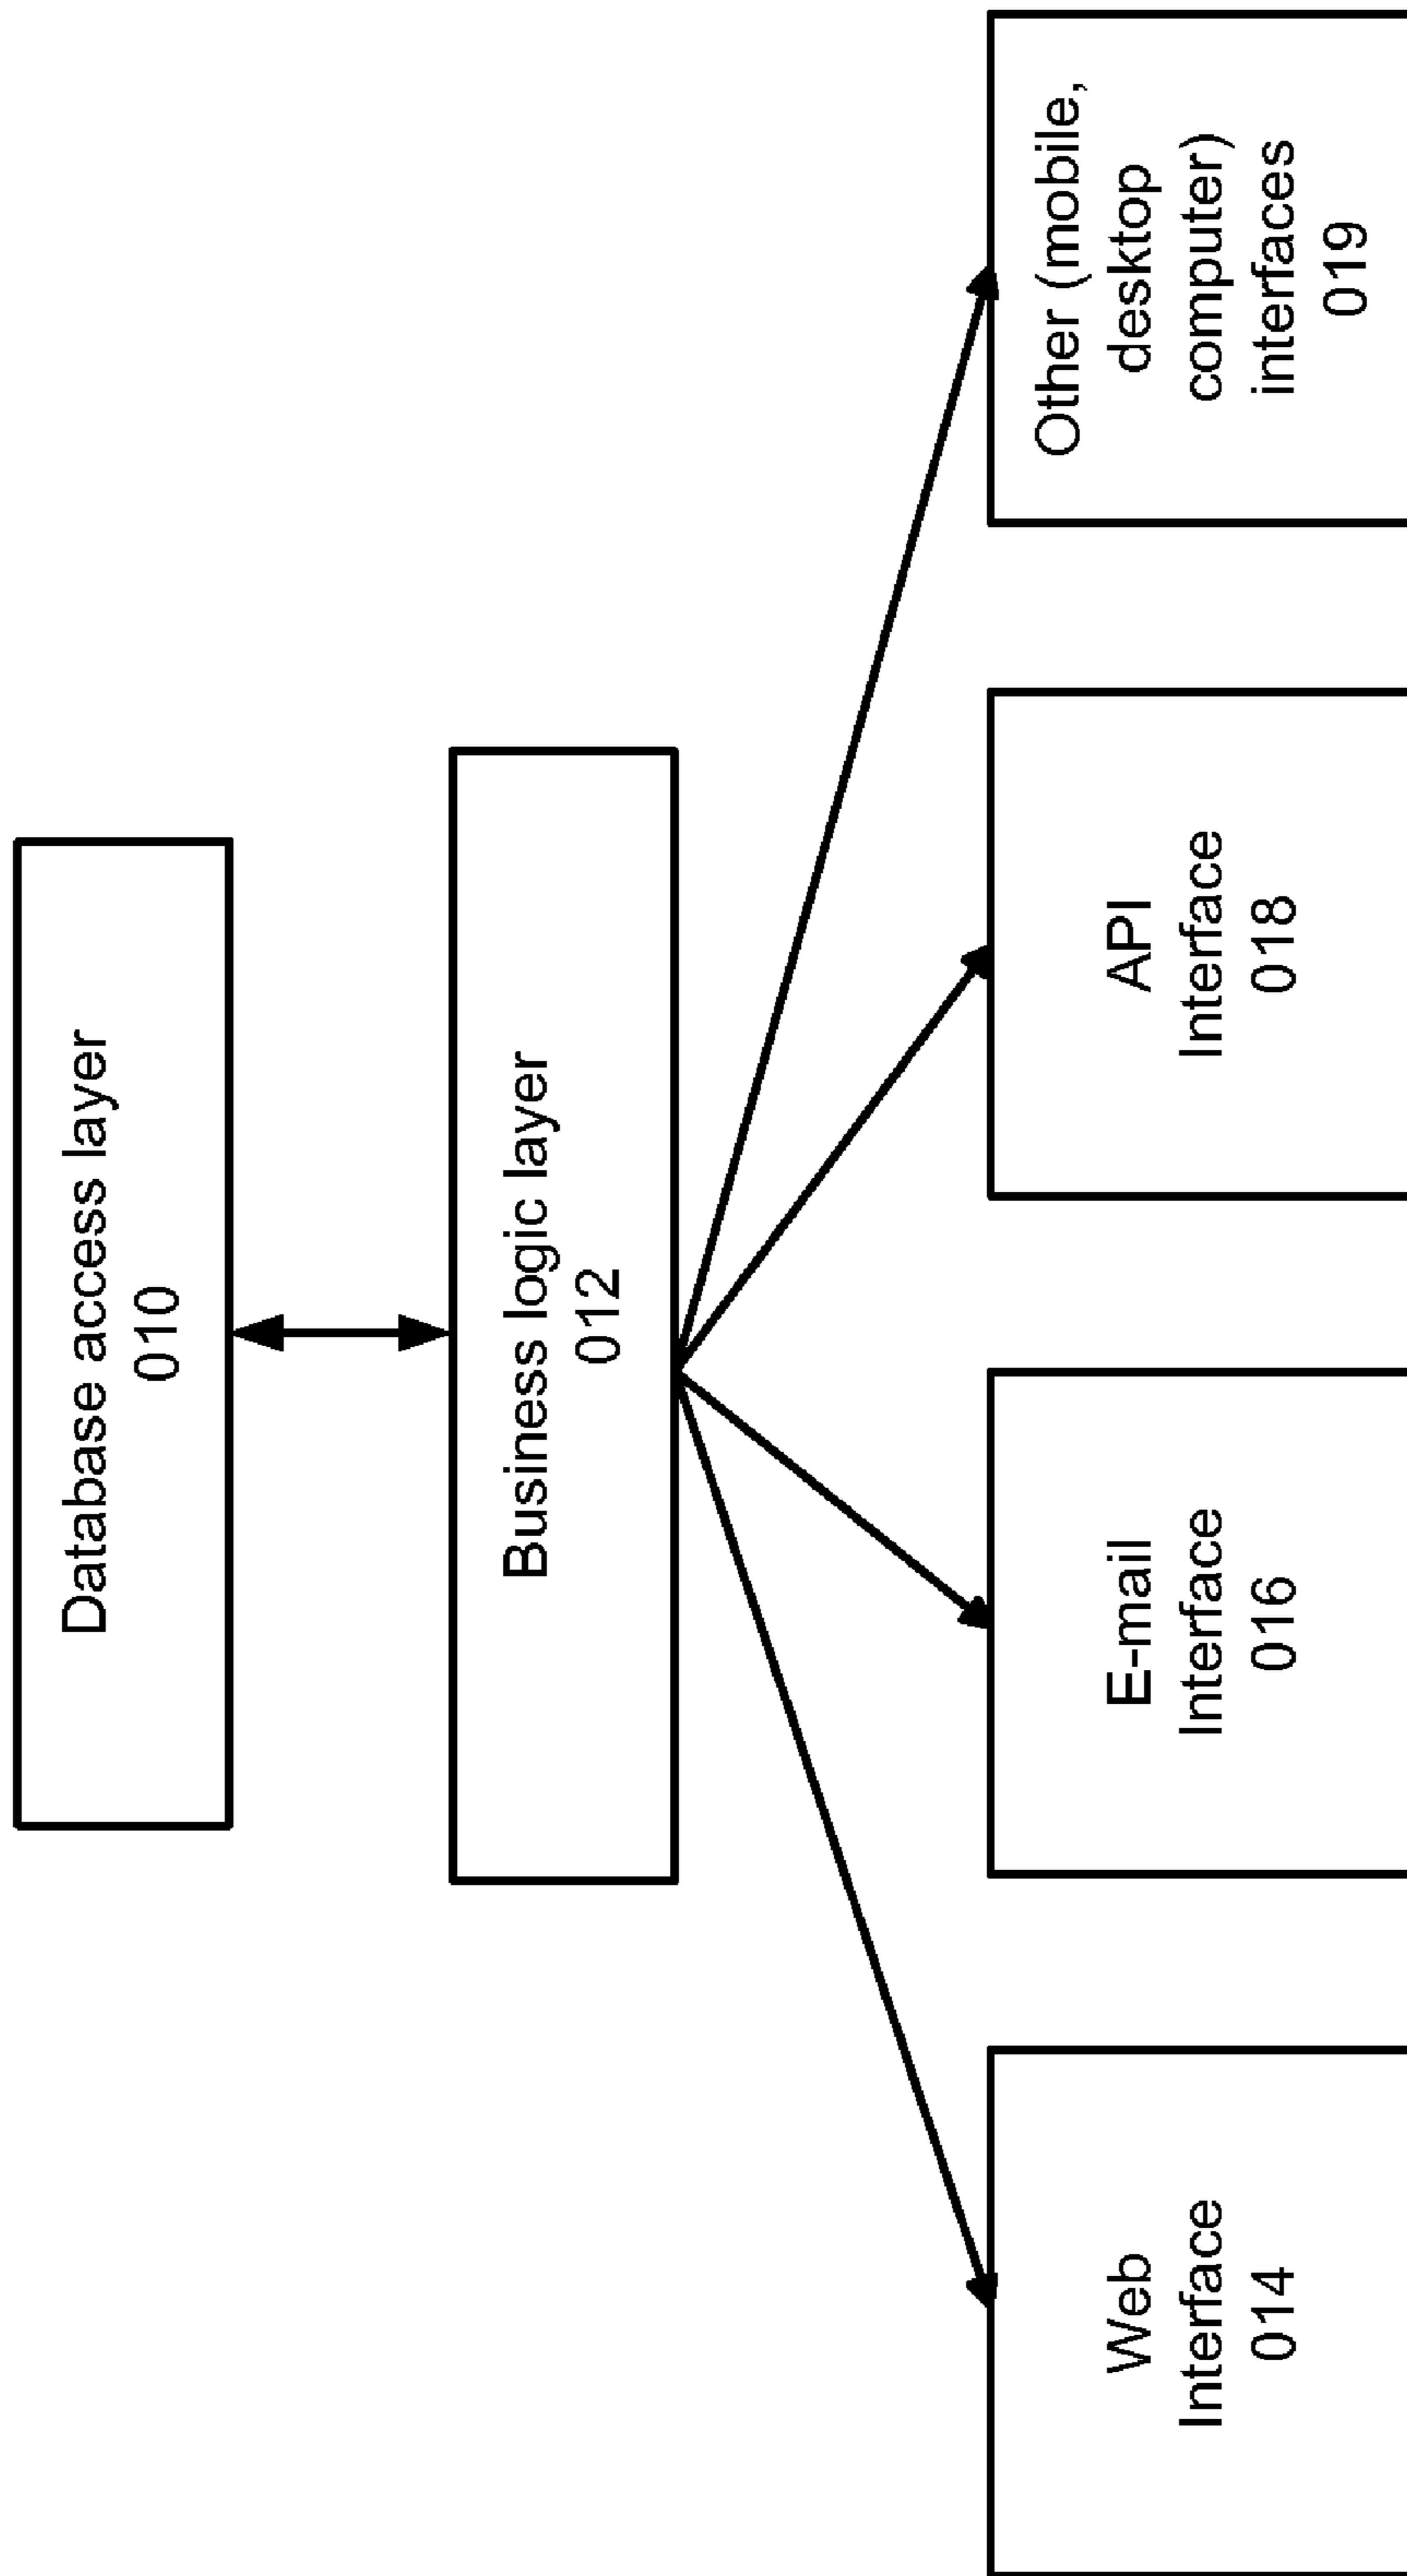 Database access layer
010
Business logic layer
012
Web
Interface
014
E-mail
Interface
016
API
Interface
018
Other (mobile,
desktop
computer)
interfaces
019